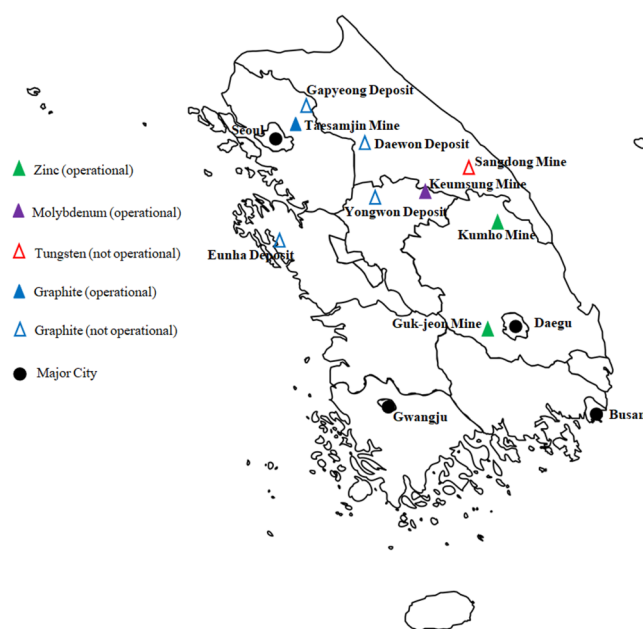 Gapyeong Deposit
Seoul
Taesamjin Mine
Daewon Deposit
Sangdong Mine
Keumsung Mine
Yongwon Deposit
Kumho Mine
Eunha Deposit
Guk-jeon Mine
Daegu
Gwangju
Busan
Zinc (operational)
Molybdenum (operational)
Tungsten (not operational)
Graphite (operational)
Graphite (not operational)
Major City